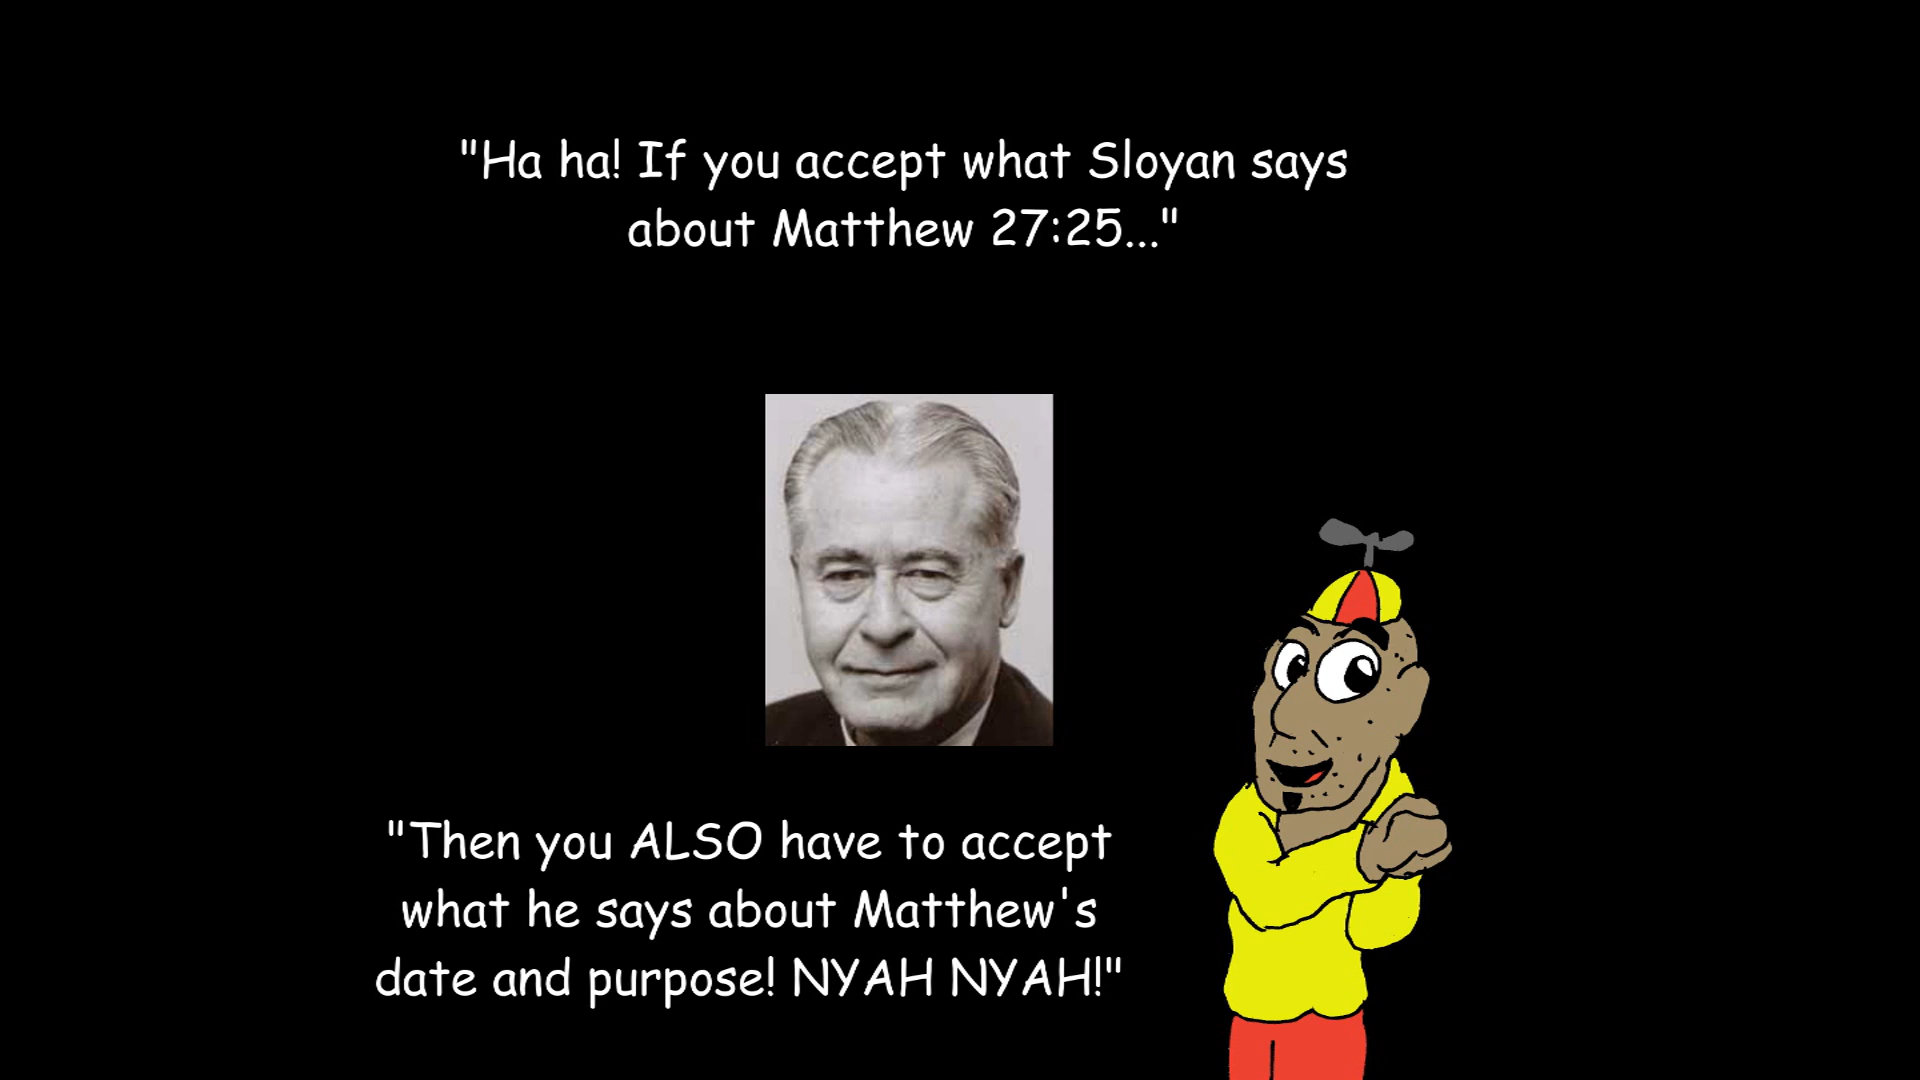 "Ha ha! If you accept what Sloyan says
about Matthew 27:25..."
"Then you ALSO have to accept
what he says about Matthew's
date and purpose! NYAH NYAH!"